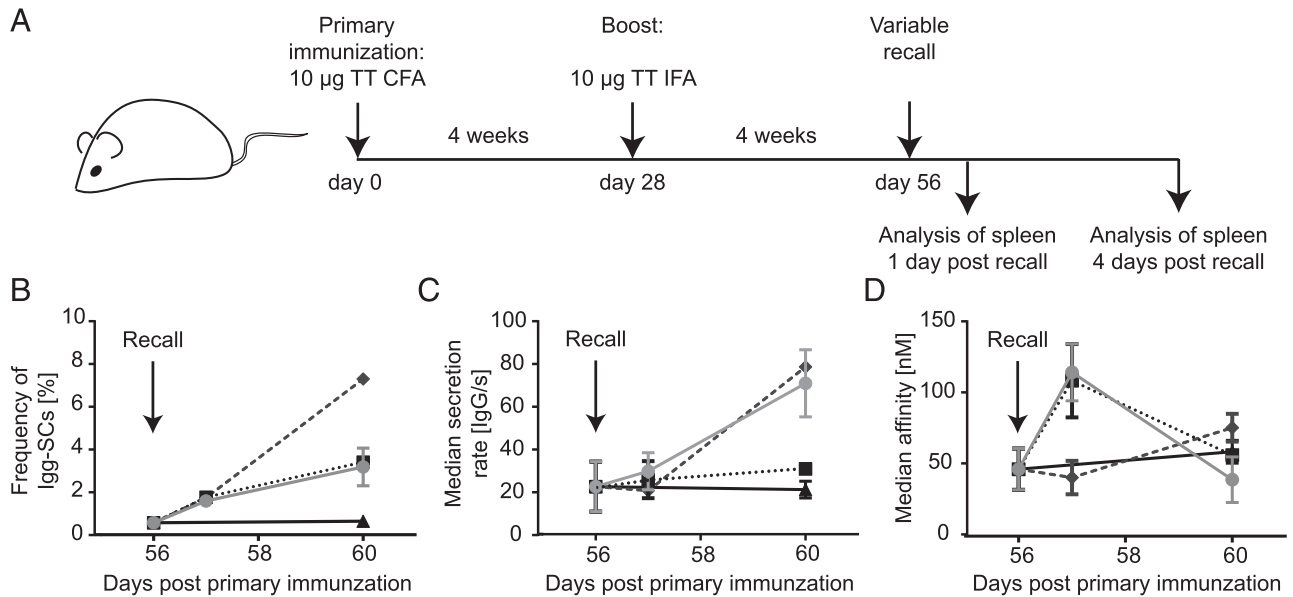 A
Primary
immunization:
10 µg TT CFA
Boost:
10 µg TT IFA
Variable
recall
4 weeks
4 weeks
day 0
day 28
day 56
Analysis of spleen
1 day post recall
Analysis of spleen
4 days post recall
B
Frequency of
Igg-SCs [%]
10
8
6
4
2
0
Recall
56
58
60
Days post primary immunzation
C
Median secretion
rate [IgG/s]
100
80
60
40
20
0
Recall
56
58
60
Days post primary immunzation
D
Median affinity [nM]
150
100
50
0
Recall
56
58
60
Days post primary immunzation